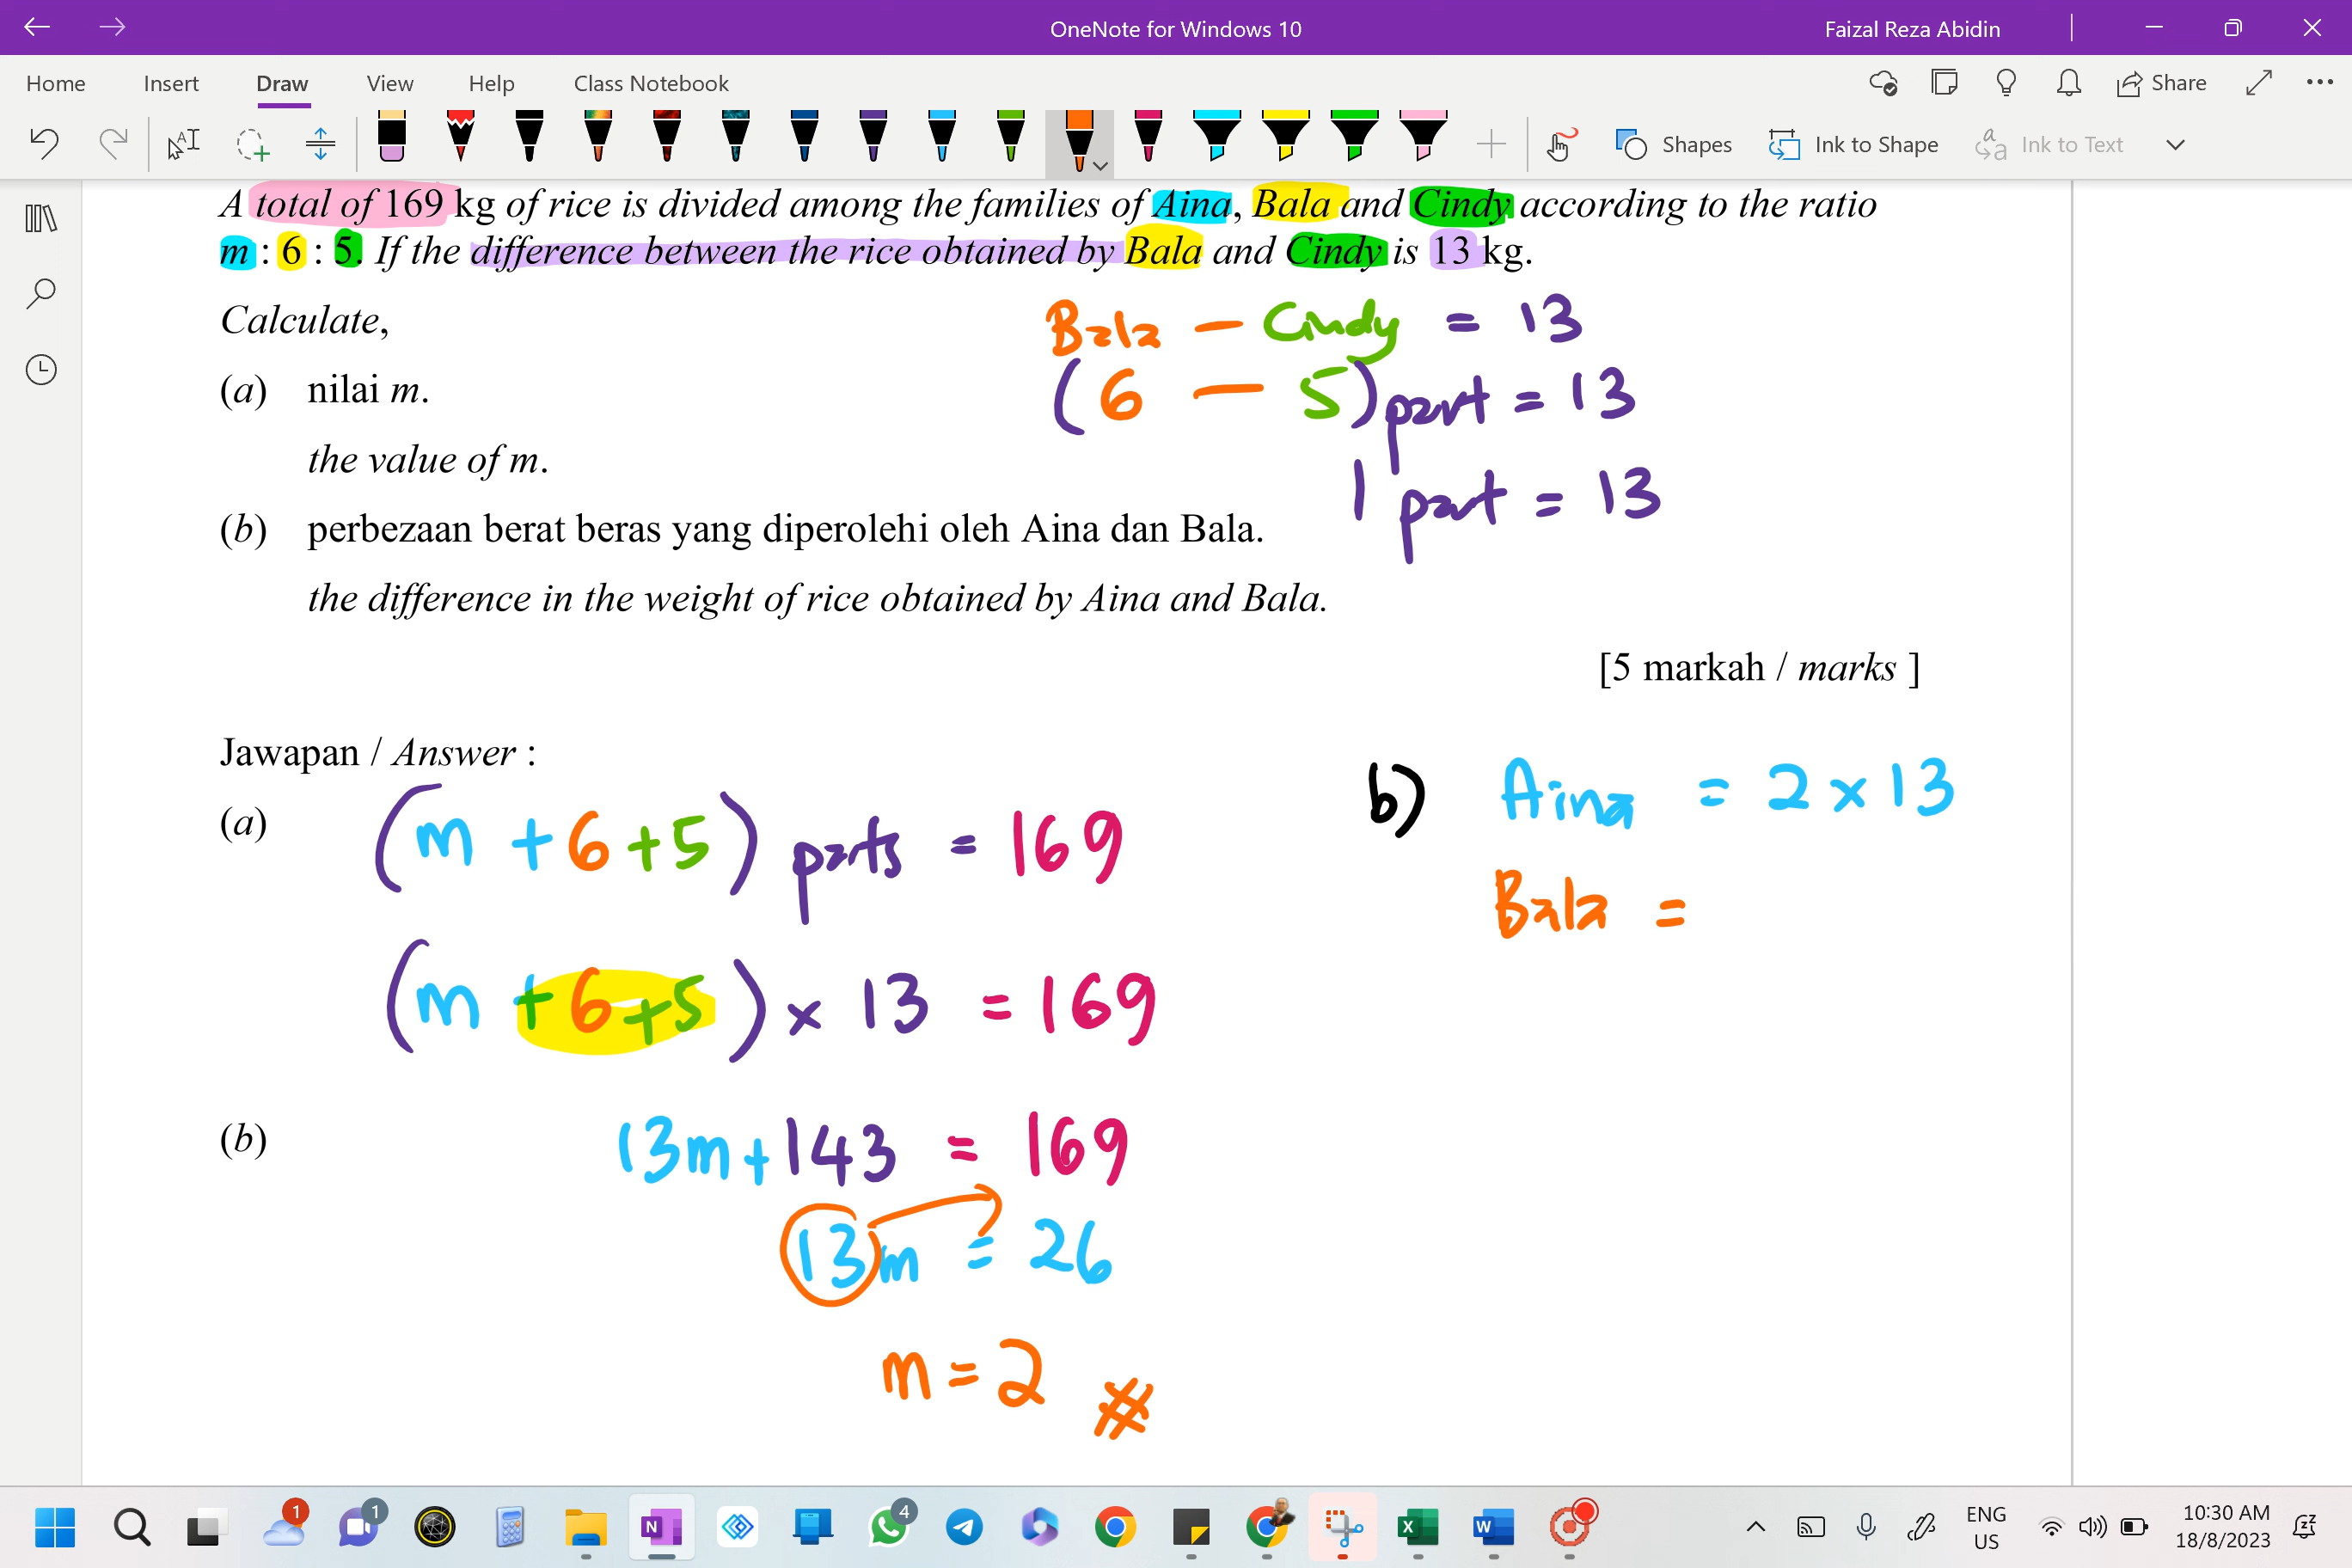 OneNote for Windows 10
Faizal Reza Abidin
Home Insert Draw View Help Class Notebook
Share
Shapes Ink to Shape Ink to Text
A total of 169 kg of rice is divided among the families of Aina, Bala and Cindy according to the ratio
m : 6 : 5. If the difference between the rice obtained by Bala and Cindy is 13 kg.
Calculate,
Bala - Cindy = 13
(a) nilai m.
(6 - 5) part = 13
the value of m.
1 part = 13
(b) perbezaan berat beras yang diperolehi oleh Aina dan Bala.
the difference in the weight of rice obtained by Aina and Bala.
[5 markah / marks ]
Jawapan / Answer :
(a) (m + 6 + 5) parts = 169
(m + 6 + 5) × 13 = 169
(b) 13m + 143 = 169
13m = 26
m = 2 #
b) Aina = 2 × 13
Bala =
1
1
4
ENG
US
10:30 AM
18/8/2023